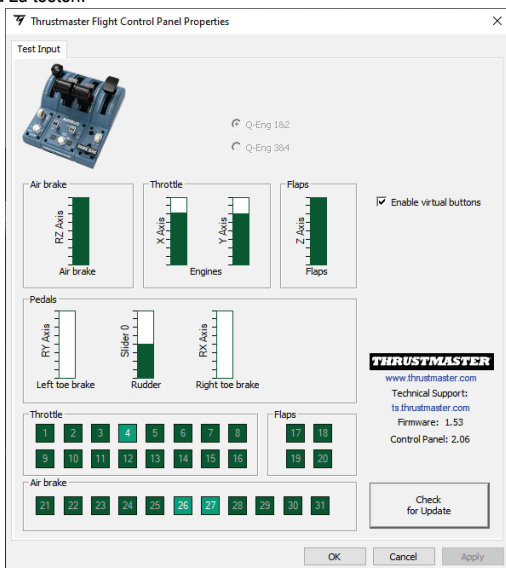 Thrustmaster Flight Control Panel Properties
Test Input
Q-Eng 1&2
Q-Eng 3&4
Air brake
Throttle
Flaps
RZ Axis
X Axis
Y Axis
Z Axis
Enable virtual buttons
Air brake
Engines
Flaps
Pedals
RY Axis
Slider 0
RX Axis
Left toe brake
Rudder
Right toe brake
THRUSTMASTER
www.thrustmaster.com
Technical Support:
ts.thrustmaster.com
Firmware: 1.53
Control Panel: 2.06
Throttle
Flaps
1 2 3 4 5 6 7 8
17 18
9 10 11 12 13 14 15 16
19 20
Air brake
21 22 23 24 25 26 27 28 29 30 31
Check
for Update
OK
Cancel
Apply